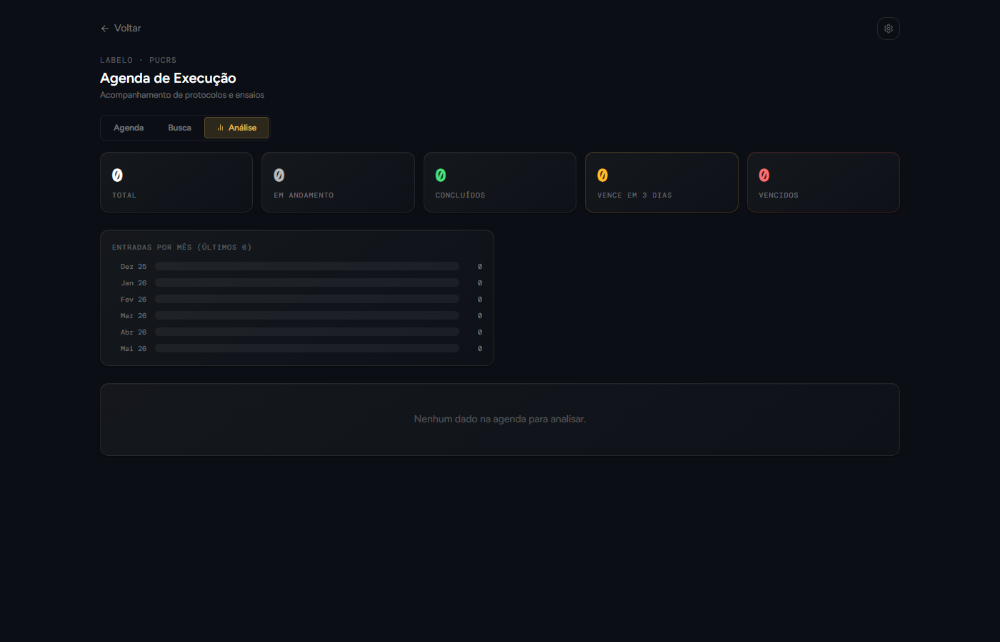 Voltar
LABELO · PUCRS
Agenda de Execução
Acompanhamento de protocolos e ensaios
Agenda Busca Análise
0 0 0 0 0
TOTAL EM ANDAMENTO CONCLUÍDOS VENCE EM 3 DIAS VENCIDOS
ENTRADAS POR MÊS (ÚLTIMOS 6)
Dez 25 0
Jan 26 0
Fev 26 0
Mar 26 0
Abr 26 0
Mai 26 0
Nenhum dado na agenda para analisar.